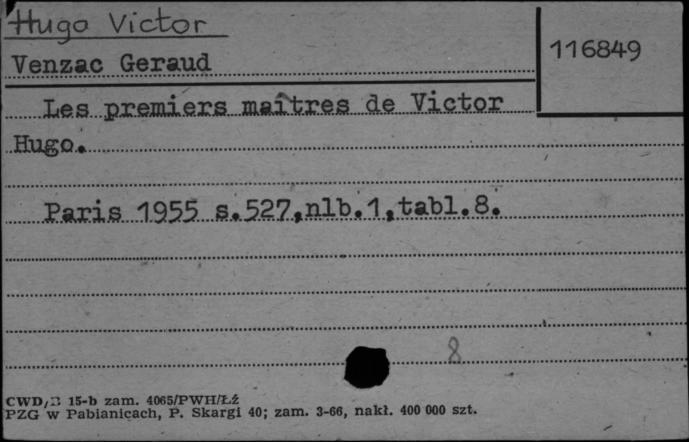 Hugo Victor
Venzac Geraud
116849
Les premiers maîtres de Victor
Hugo.
Paris 1955 s.527,nlb.1,tabl.8.
8
CWD/B 15-b zam. 4065/PWH/Łź
PZG w Pabianicach, P. Skargi 40; zam. 3-66, nakł. 400 000 szt.